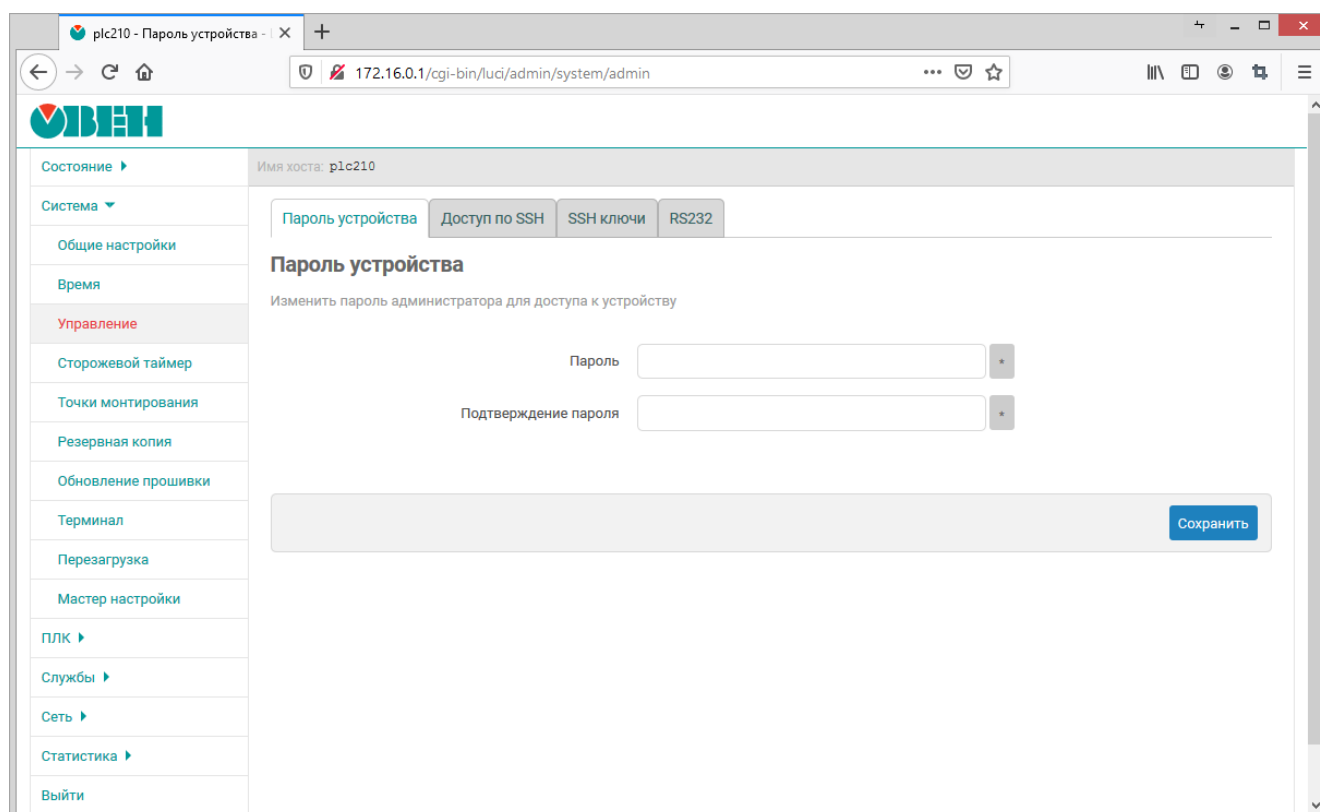 plc210 - Пароль устройства -
172.16.0.1/cgi-bin/luci/admin/system/admin
ОВЕН
Имя хоста: plc210
Состояние
Система
Общие настройки
Время
Управление
Сторожевой таймер
Точки монтирования
Резервная копия
Обновление прошивки
Терминал
Перезагрузка
Мастер настройки
ПЛК
Службы
Сеть
Статистика
Выйти
Пароль устройства Доступ по SSH SSH ключи RS232
Пароль устройства
Изменить пароль администратора для доступа к устройству
Пароль *
Подтверждение пароля *
Сохранить